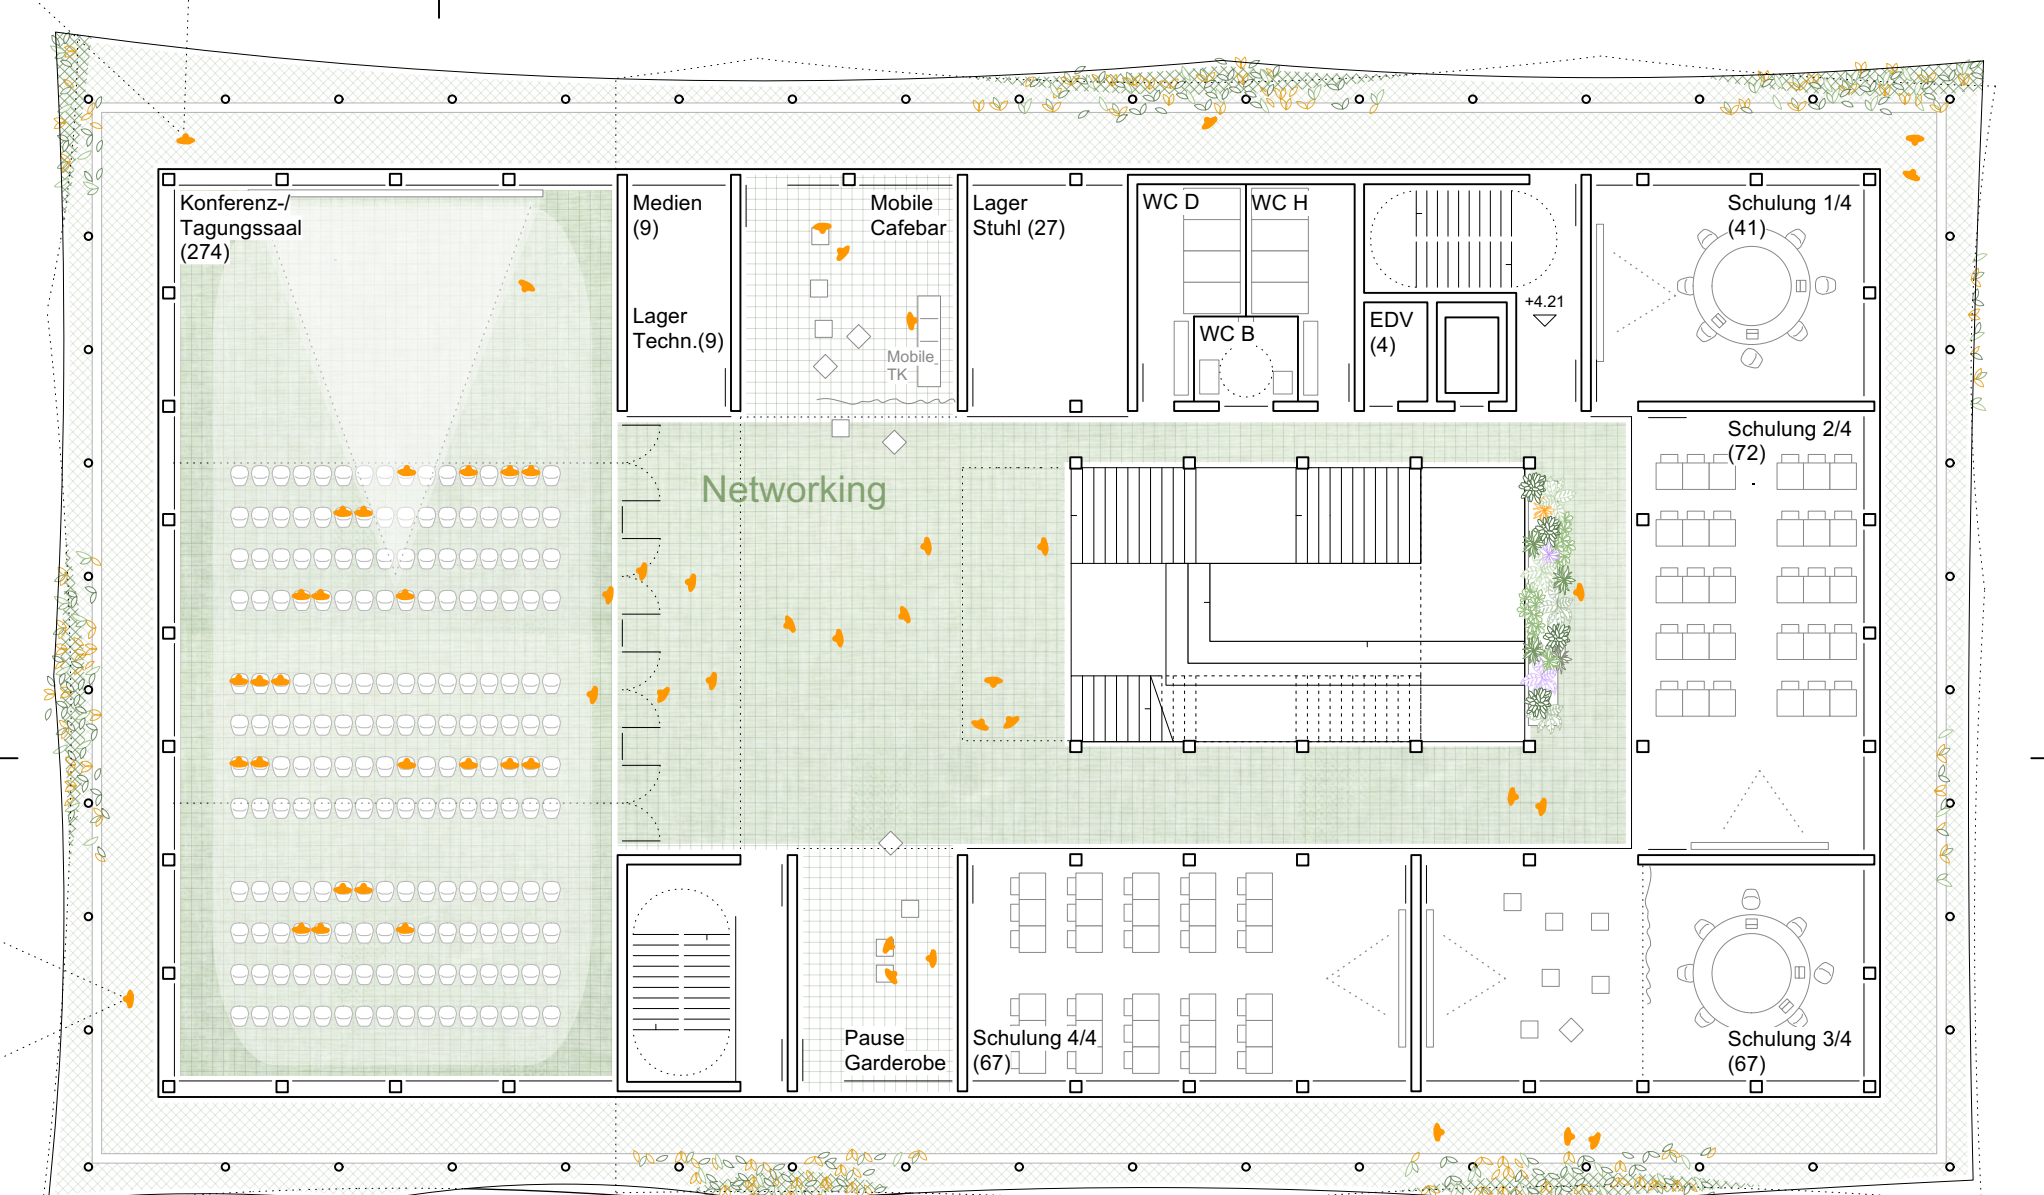 Konferenz-/
Tagungssaal
(274)
Medien
(9)
Lager
Techn.(9)
Mobile
Cafebar
Mobile
TK
Lager
Stuhl (27)
WC D
WC H
WC B
EDV
(4)
+4.21
Schulung 1/4
(41)
Schulung 2/4
(72)
Networking
Pause
Garderobe
Schulung 4/4
(67)
Schulung 3/4
(67)